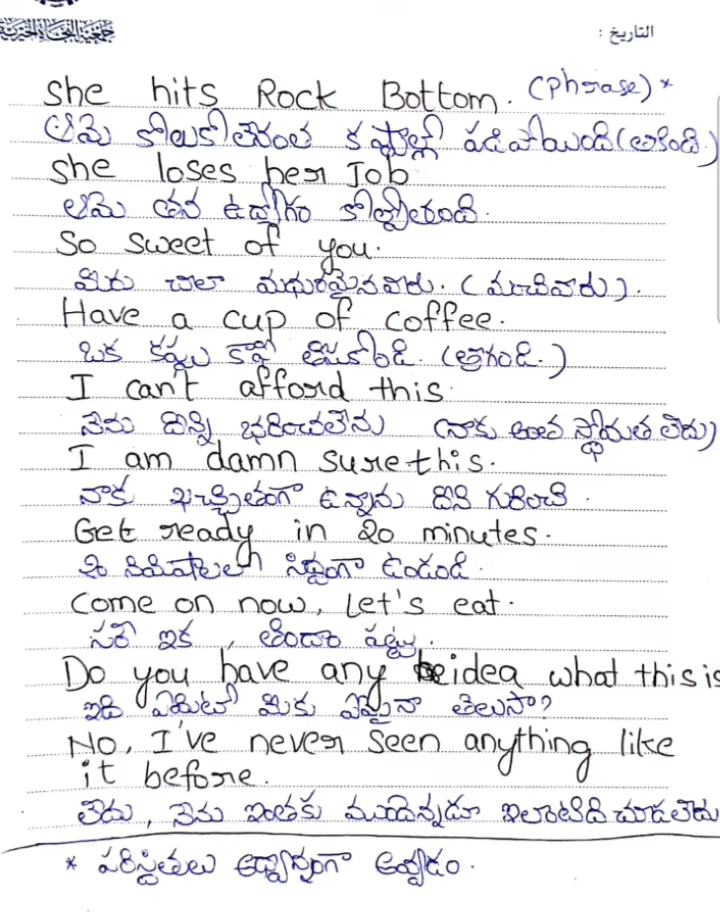 التاريخ :
She hits Rock Bottom. (Phrase) *
ఆమె కోలుకోలేనంత కష్టాల్లో పడిపోయింది (తాకింది.)
She loses her Job
ఆమె తన ఉద్యోగం కోల్పోతుంది.
So sweet of you.
మీరు చాలా మధురమైనవారు. (మంచివారు).
Have a cup of coffee.
ఒక కప్పు కాఫీ తీసుకోండి. (త్రాగండి.)
I can't afford this.
నేను దీన్ని భరించలేను (నాకు అంత స్థోమత లేదు)
I am damn sure this.
నాకు ఖచ్చితంగా ఉన్నాను దీని గురించి.
Get ready in 20 minutes.
20 నిమిషాలలో సిద్ధంగా ఉండండి.
Come on now, Let's eat.
సరే ఇక, తిందాం పట్టు.
Do you have any idea what this is
ఇది ఏమిటో మీకు ఏమైనా తెలుసా?
No, I've never seen anything like
it before.
లేదు, నేను ఇంతకు ముందెన్నడూ ఇలాంటిది చూడలేదు
* పరిస్థితులు అధ్వాన్నంగా అవ్వడం.